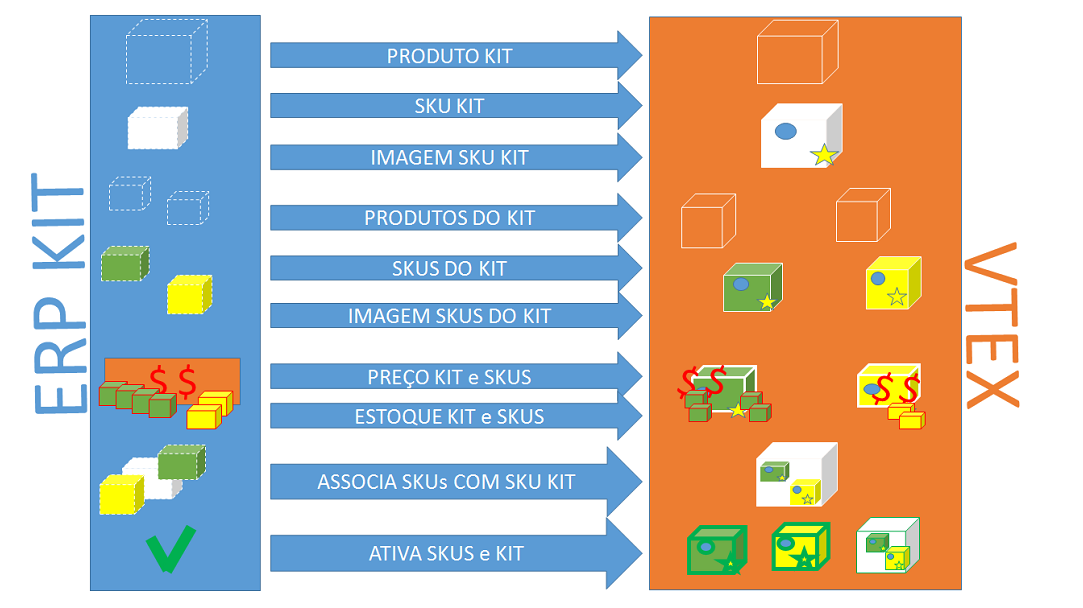 ERP KIT
PRODUTO KIT
SKU KIT
IMAGEM SKU KIT
PRODUTOS DO KIT
SKUS DO KIT
IMAGEM SKUS DO KIT
$ $
PREÇO KIT e SKUS
$ $
$ $
ESTOQUE KIT e SKUS
ASSOCIA SKUs COM SKU KIT
ATIVA SKUS e KIT
VTEX